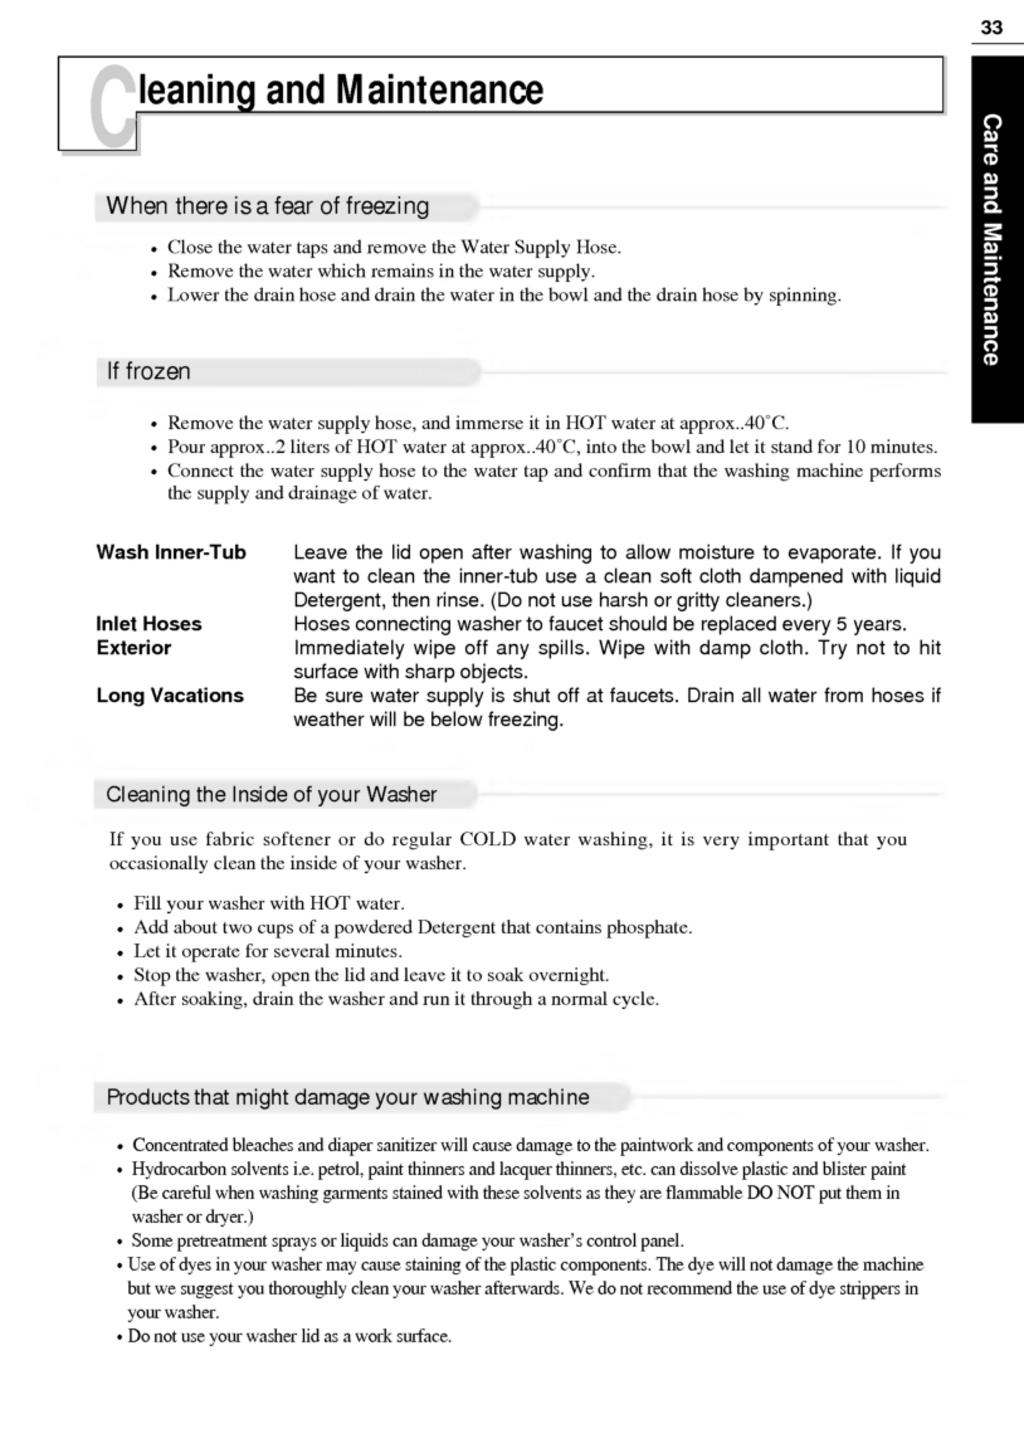 33
Cleaning and Maintenance
Care and Maintenance
When there is a fear of freezing
• Close the water taps and remove the Water Supply Hose.
• Remove the water which remains in the water supply.
• Lower the drain hose and drain the water in the bowl and the drain hose by spinning.
If frozen
• Remove the water supply hose, and immerse it in HOT water at approx..40˚C.
• Pour approx..2 liters of HOT water at approx..40˚C, into the bowl and let it stand for 10 minutes.
• Connect the water supply hose to the water tap and confirm that the washing machine performs
the supply and drainage of water.
Wash Inner-Tub Leave the lid open after washing to allow moisture to evaporate. If you
want to clean the inner-tub use a clean soft cloth dampened with liquid
Detergent, then rinse. (Do not use harsh or gritty cleaners.)
Inlet Hoses Hoses connecting washer to faucet should be replaced every 5 years.
Exterior Immediately wipe off any spills. Wipe with damp cloth. Try not to hit
surface with sharp objects.
Long Vacations Be sure water supply is shut off at faucets. Drain all water from hoses if
weather will be below freezing.
Cleaning the Inside of your Washer
If you use fabric softener or do regular COLD water washing, it is very important that you
occasionally clean the inside of your washer.
• Fill your washer with HOT water.
• Add about two cups of a powdered Detergent that contains phosphate.
• Let it operate for several minutes.
• Stop the washer, open the lid and leave it to soak overnight.
• After soaking, drain the washer and run it through a normal cycle.
Products that might damage your washing machine
• Concentrated bleaches and diaper sanitizer will cause damage to the paintwork and components of your washer.
• Hydrocarbon solvents i.e. petrol, paint thinners and lacquer thinners, etc. can dissolve plastic and blister paint
(Be careful when washing garments stained with these solvents as they are flammable DO NOT put them in
washer or dryer.)
• Some pretreatment sprays or liquids can damage your washer's control panel.
• Use of dyes in your washer may cause staining of the plastic components. The dye will not damage the machine
but we suggest you thoroughly clean your washer afterwards. We do not recommend the use of dye strippers in
your washer.
• Do not use your washer lid as a work surface.